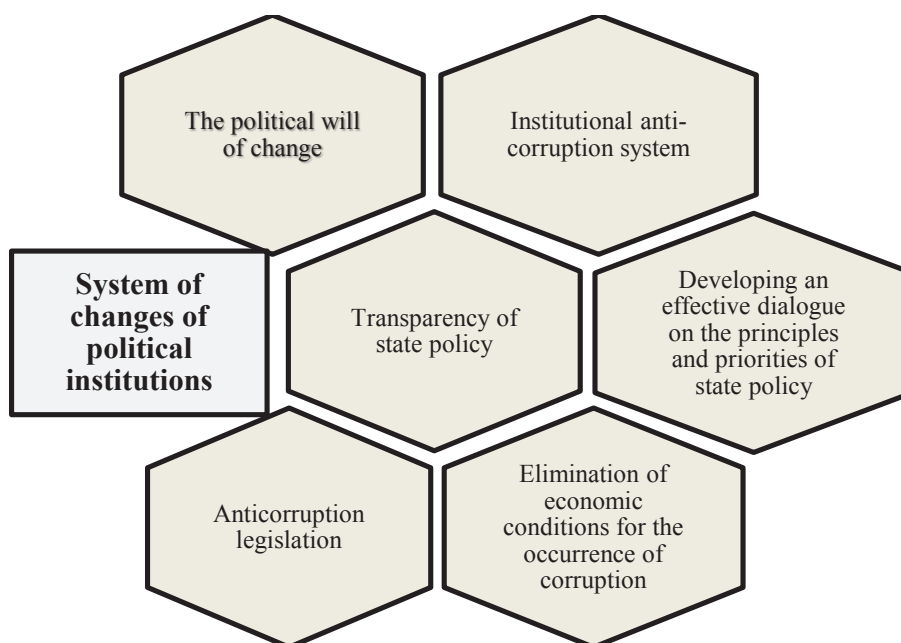 The political will
of change
Institutional anti-
corruption system
System of
changes of
political
institutions
Transparency of
state policy
Developing an
effective dialogue
on the principles
and priorities of
state policy
Anticorruption
legislation
Elimination of
economic
conditions for the
occurrence of
corruption